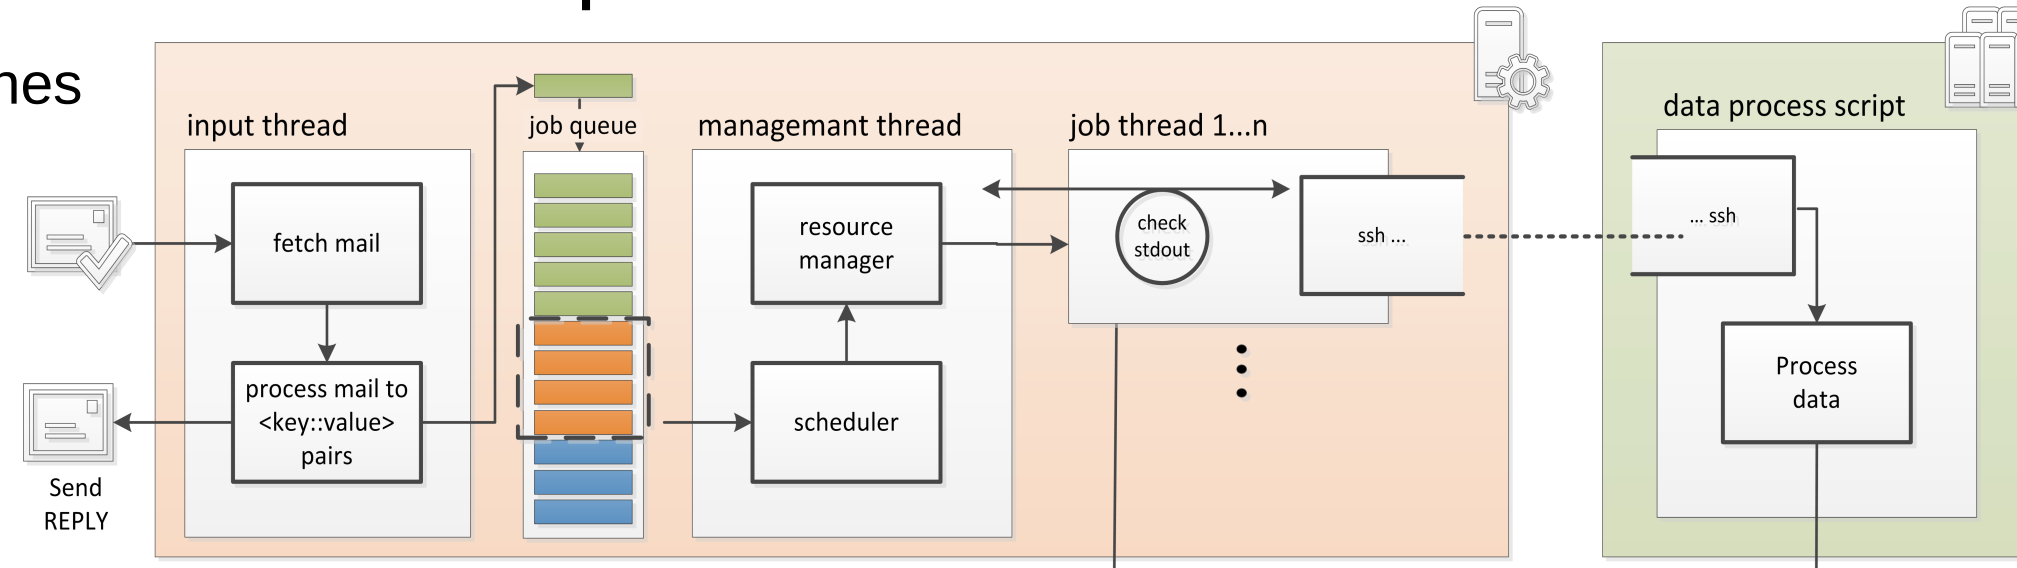 input thread
fetch mail
process mail to
<key::value>
pairs
Send
REPLY
job queue
managemant thread
resource
manager
scheduler
job thread 1...n
check
stdout
ssh ...
data process script
... ssh
Process
data